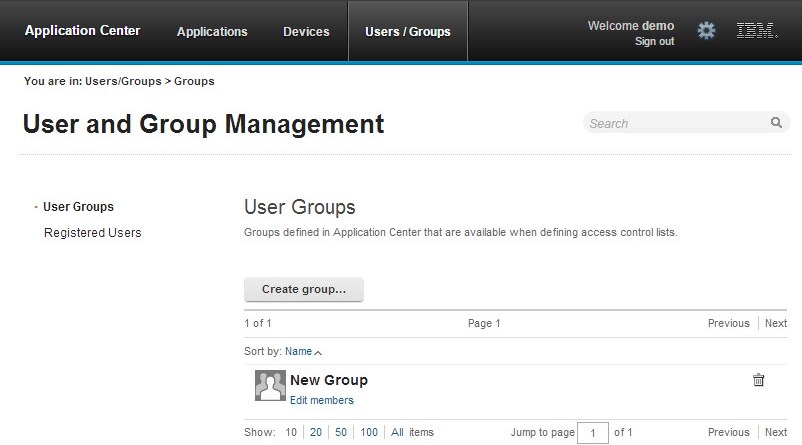 Application Center Applications Devices Users / Groups Welcome demo IBM.
Sign out
You are in: Users/Groups > Groups
User and Group Management Search
- User Groups
Registered Users
User Groups
Groups defined in Application Center that are available when defining access control lists.
Create group...
1 of 1 Page 1 Previous Next
Sort by: Name
New Group
Edit members
Show: 10 20 50 100 All items Jump to page 1 of 1 Previous Next